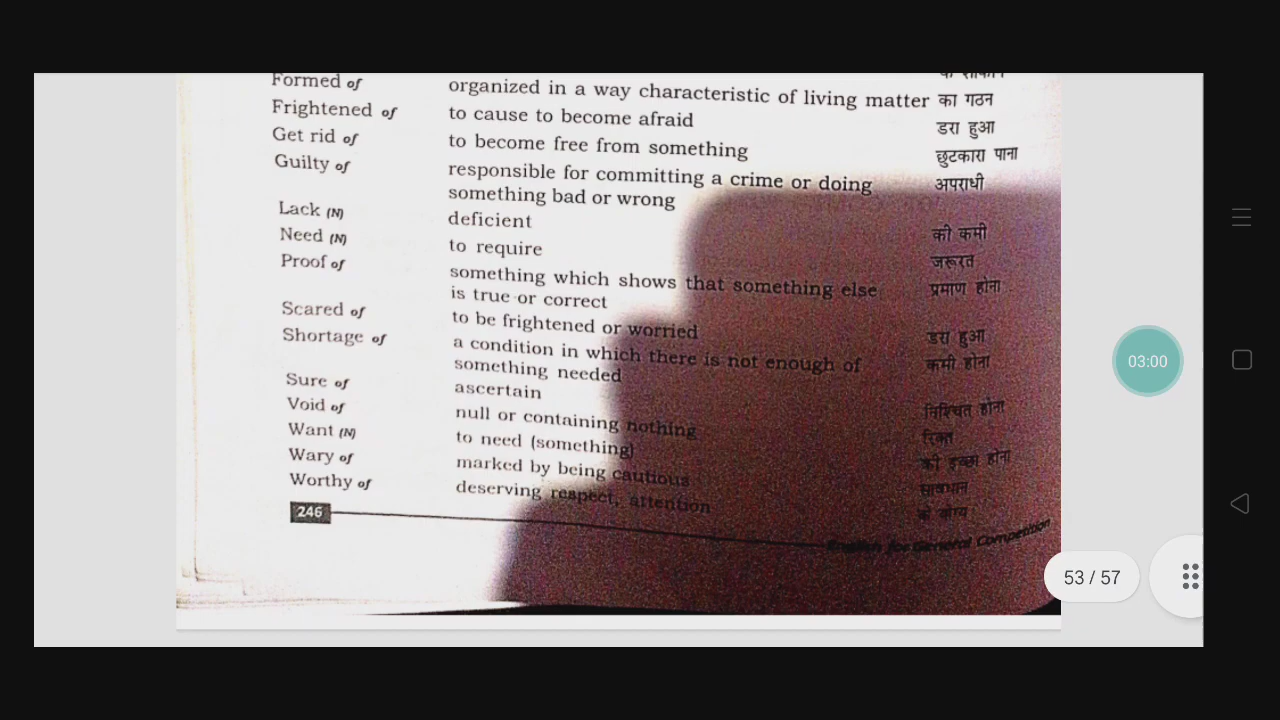 Formed of organized in a way characteristic of living matter का गठन
Frightened of to cause to become afraid डरा हुआ
Get rid of to become free from something छुटकारा पाना
Guilty of responsible for committing a crime or doing अपराधी
something bad or wrong
Lack (N) deficient की कमी
Need (N) to require जरूरत
Proof of something which shows that something else प्रमाण होना
is true or correct
Scared of to be frightened or worried डरा हुआ
Shortage of a condition in which there is not enough of कमी होना
something needed
Sure of ascertain निश्चित होना
Void of null or containing nothing रिक्त
Want (N) to need (something) की इच्छा होना
Wary of marked by being cautious सावधान
Worthy of deserving respect, attention के योग्य
246
English for General Competition
03:00
53 / 57